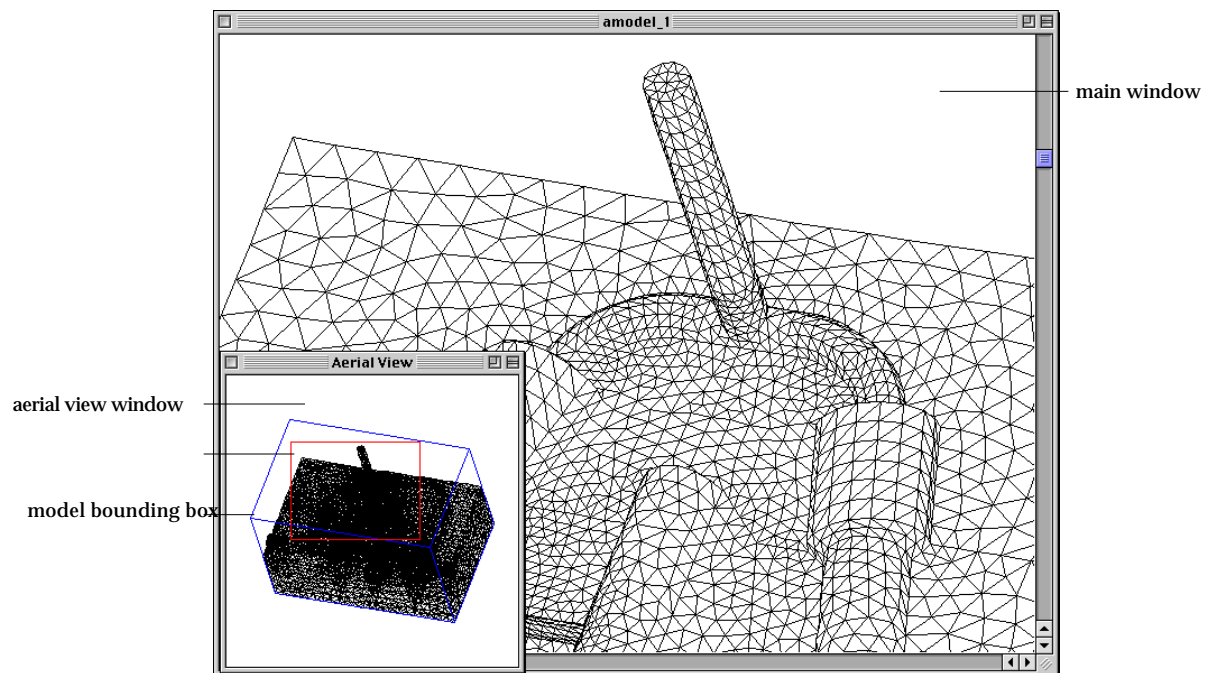 amodel_1
main window
Aerial View
aerial view window
model bounding box